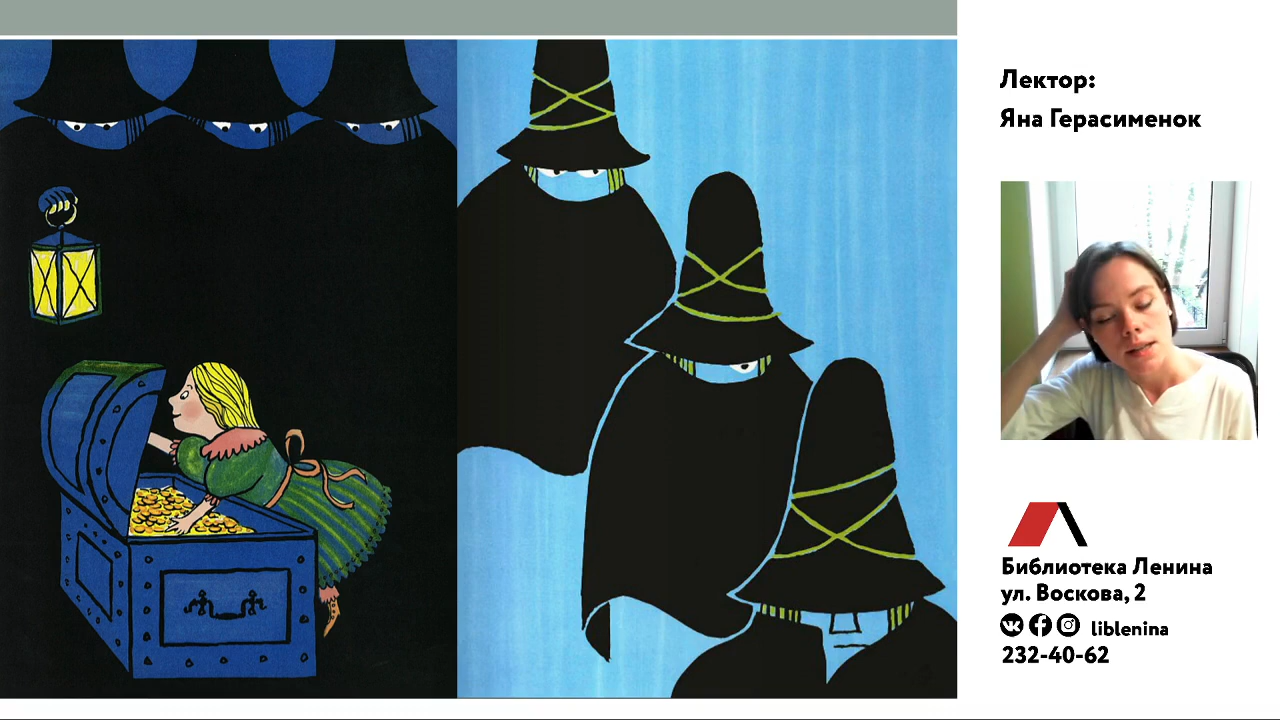 Лектор:
Яна Герасименок
Библиотека Ленина
ул. Воскова, 2
liblenina
232-40-62